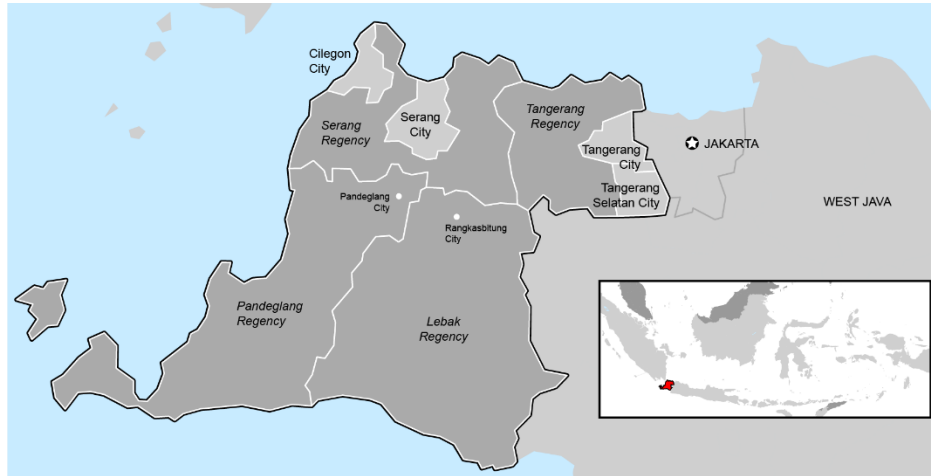 Cilegon
City
Serang
Regency
Serang
City
Tangerang
Regency
Tangerang
City
Tangerang
Selatan City
JAKARTA
WEST JAVA
Pandeglang
City
Rangkasbitung
City
Pandeglang
Regency
Lebak
Regency